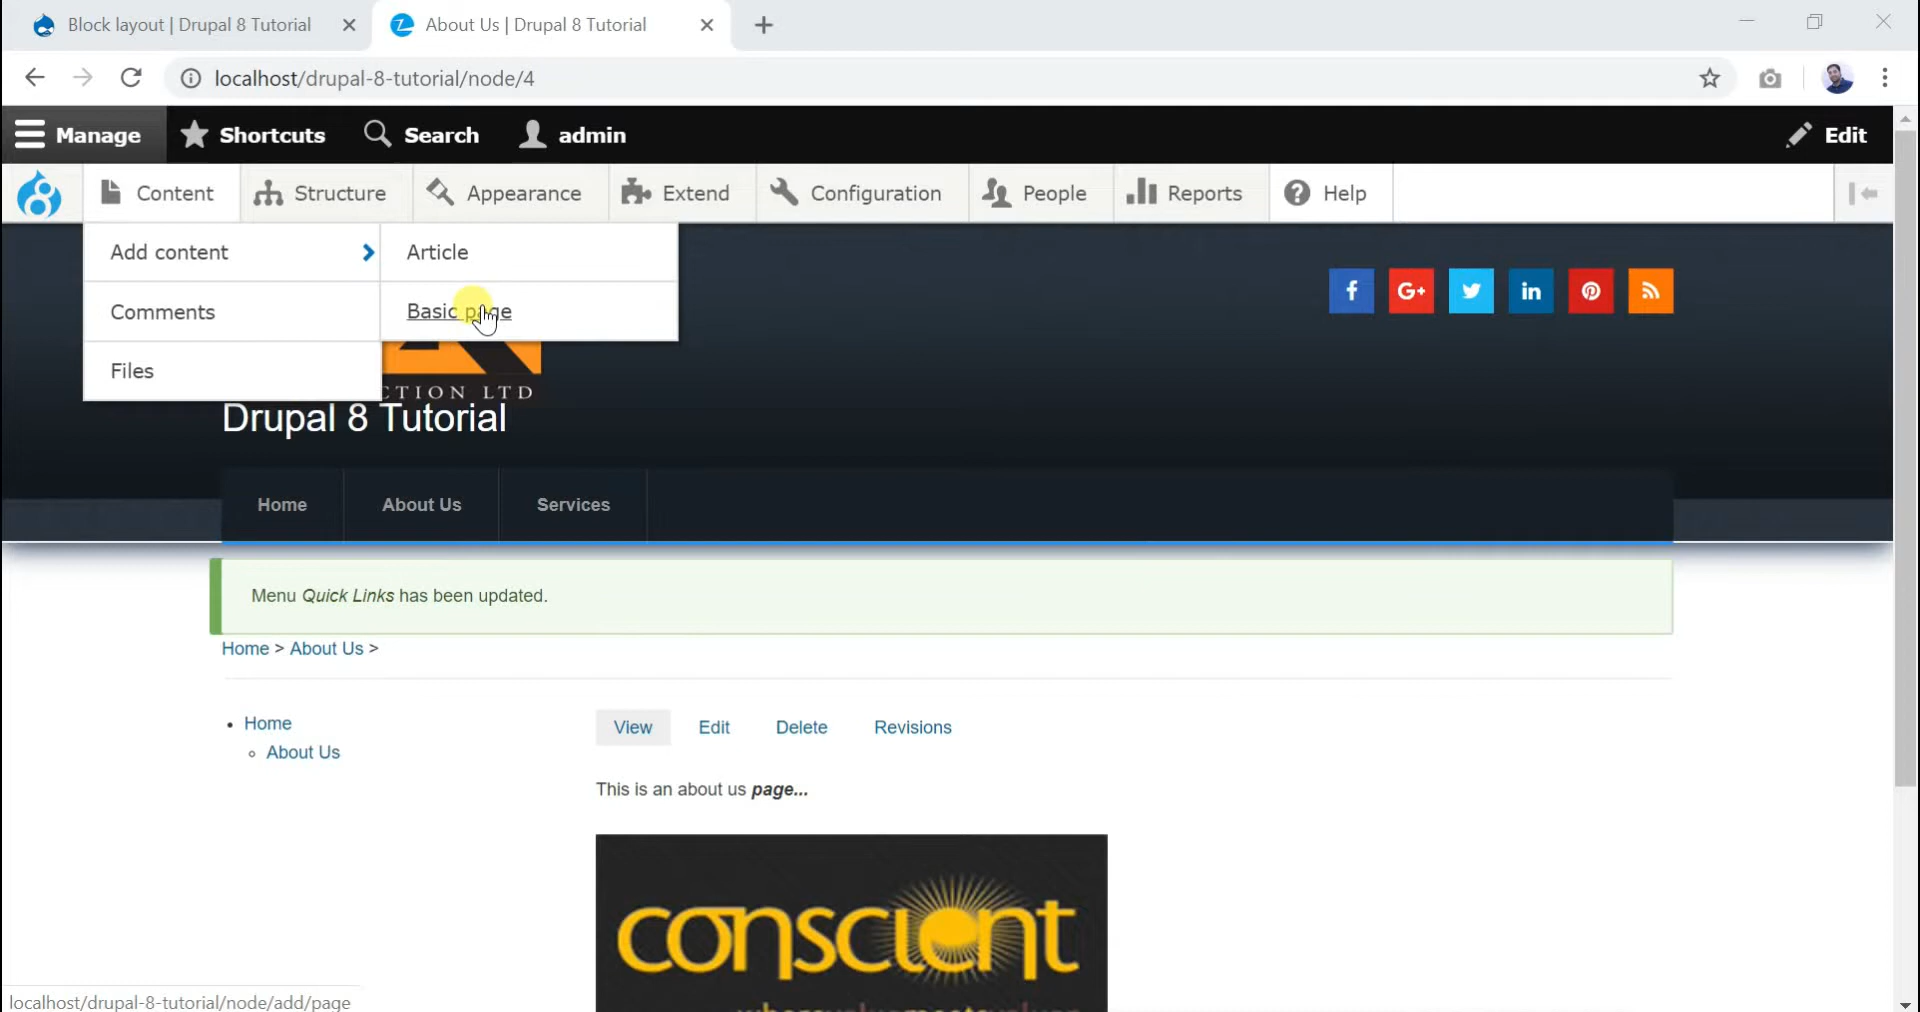 Block layout | Drupal 8 Tutorial
About Us | Drupal 8 Tutorial
localhost/drupal-8-tutorial/node/4
Manage Shortcuts Search admin Edit
Content Structure Appearance Extend Configuration People Reports Help
Add content Article
Comments Basic page
Files
f G+ in
CTION LTD
Drupal 8 Tutorial
Home About Us Services
Menu Quick Links has been updated.
Home > About Us >
• Home
◦ About Us
View Edit Delete Revisions
This is an about us page...
conscient
localhost/drupal-8-tutorial/node/add/page